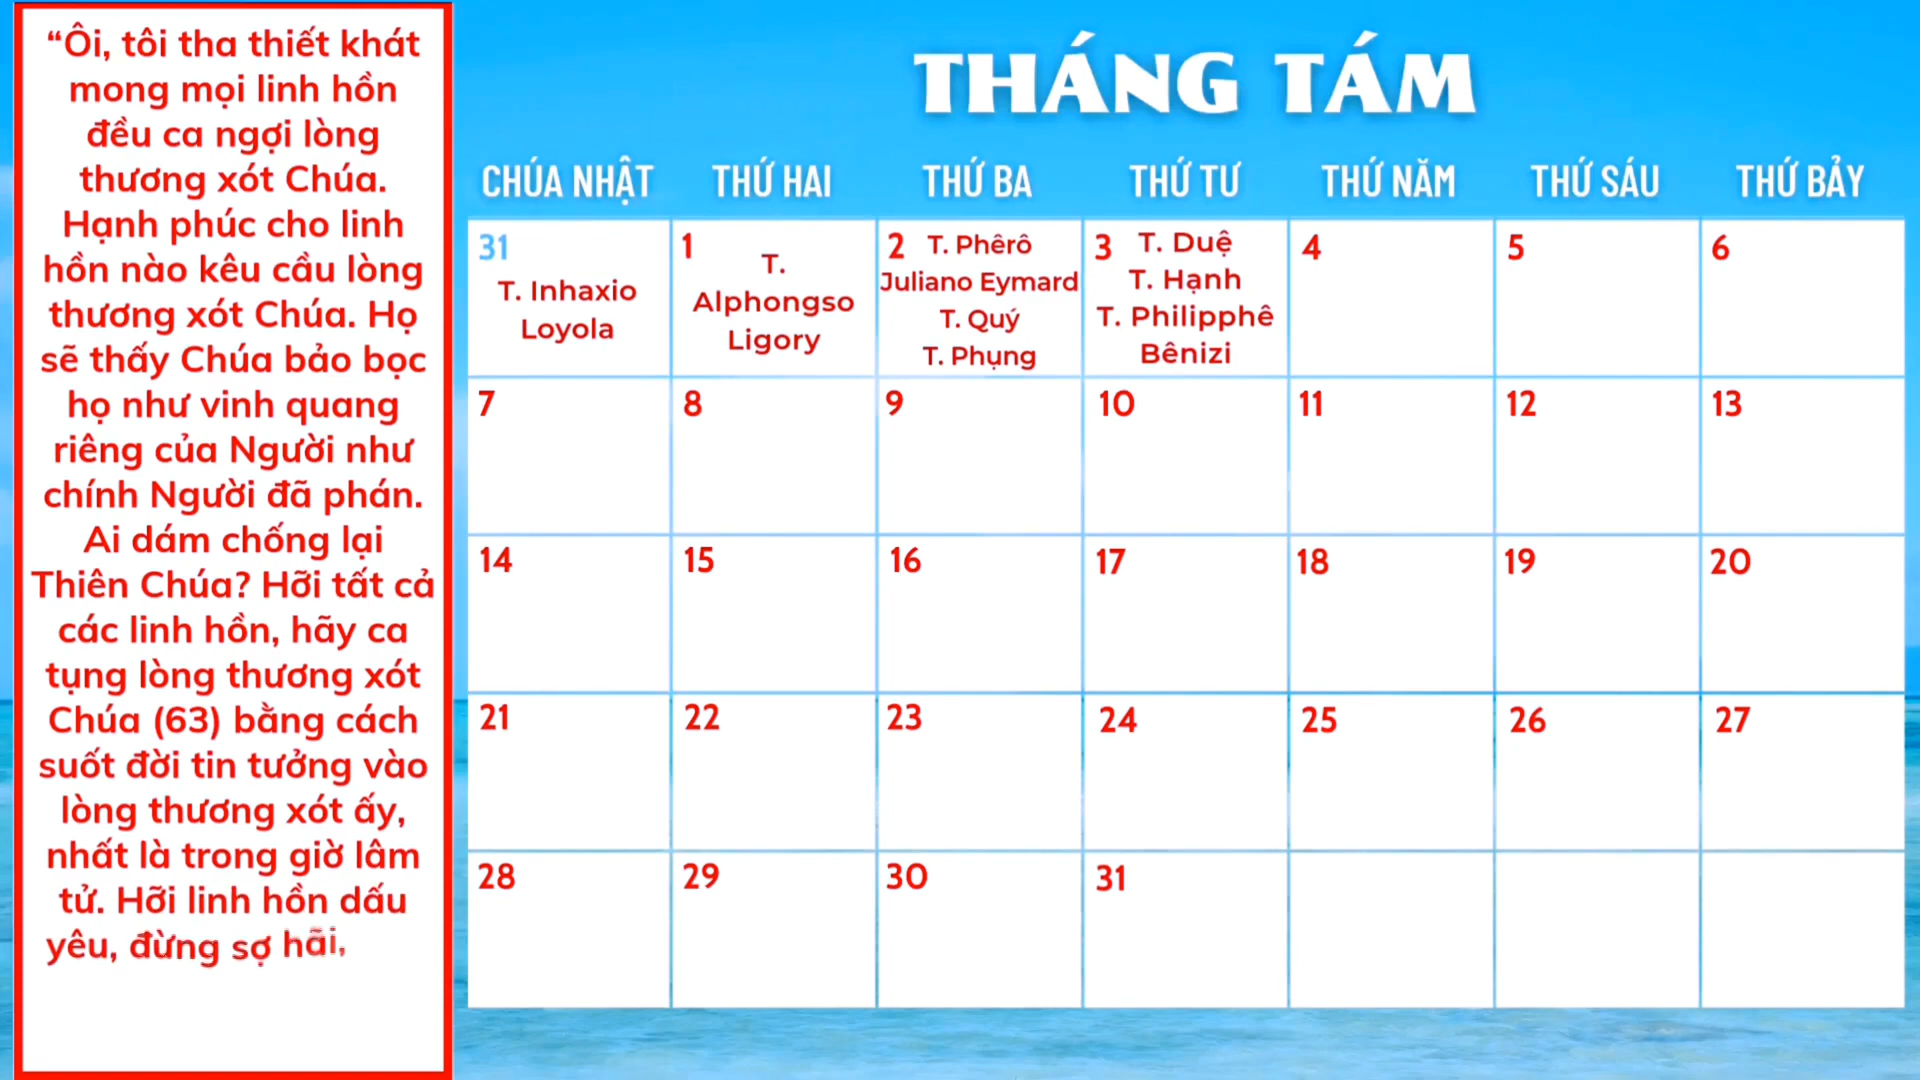 “Ôi, tôi tha thiết khát
mong mọi linh hồn
đều ca ngợi lòng
thương xót Chúa.
Hạnh phúc cho linh
hồn nào kêu cầu lòng
thương xót Chúa. Họ
sẽ thấy Chúa bảo bọc
họ như vinh quang
riêng của Người như
chính Người đã phán.
Ai dám chống lại
Thiên Chúa? Hỡi tất cả
các linh hồn, hãy ca
tụng lòng thương xót
Chúa (63) bằng cách
suốt đời tin tưởng vào
lòng thương xót ấy,
nhất là trong giờ lâm
tử. Hỡi linh hồn dấu
yêu, đừng sợ hãi,
THÁNG TÁM
CHÚA NHẬT THỨ HAI THỨ BA THỨ TƯ THỨ NĂM THỨ SÁU THỨ BẢY
31
T. Inhaxio
Loyola
1
T.
Alphongso
Ligory
2 T. Phêrô
Juliano Eymard
T. Quý
T. Phụng
3 T. Duệ
T. Hạnh
T. Philipphê
Bênizi
4
5
6
7 8 9 10 11 12 13
14 15 16 17 18 19 20
21 22 23 24 25 26 27
28 29 30 31